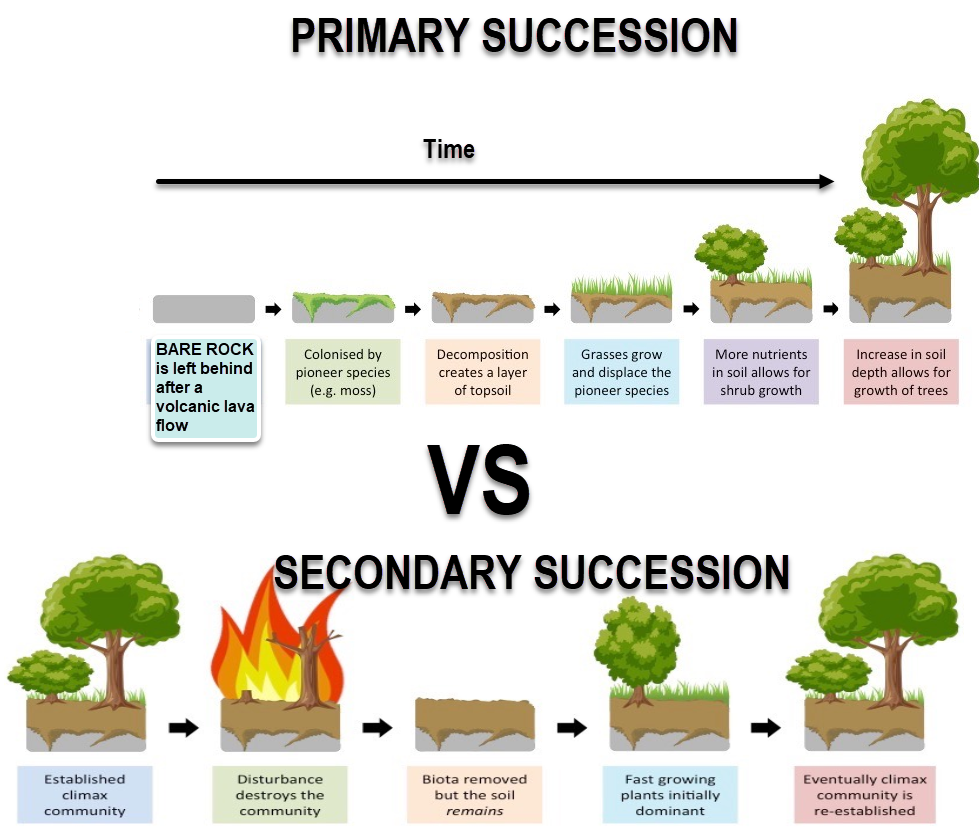 PRIMARY SUCCESSION
Time
BARE ROCK
is left behind
after a
volcanic lava
flow
Colonised by
pioneer species
(e.g. moss)
Decomposition
creates a layer
of topsoil
Grasses grow
and displace the
pioneer species
More nutrients
in soil allows for
shrub growth
Increase in soil
depth allows for
growth of trees
VS
SECONDARY SUCCESSION
Established
climax
community
Disturbance
destroys the
community
Biota removed
but the soil
remains
Fast growing
plants initially
dominant
Eventually climax
community is
re-established